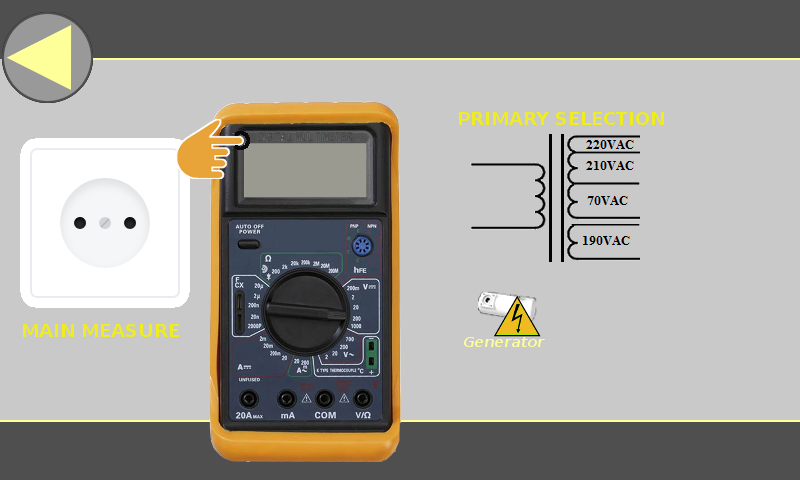 PRIMARY SELECTION
220VAC
210VAC
70VAC
190VAC
MAIN MEASURE
Generator
AUTO OFF
POWER
PNP NPN
hFE
Ω
200 2k 20k 200k 2M 20M
200M
F
CX
20μ
2μ
200n
20n
2000P
200m V
2
20
200
1000
700
200
20
2
V~
2m
20m
200m
2
20
20
200
A
A
K TYPE THERMOCOUPLE °C
+
UNFUSED
20A MAX
mA
COM
V/Ω